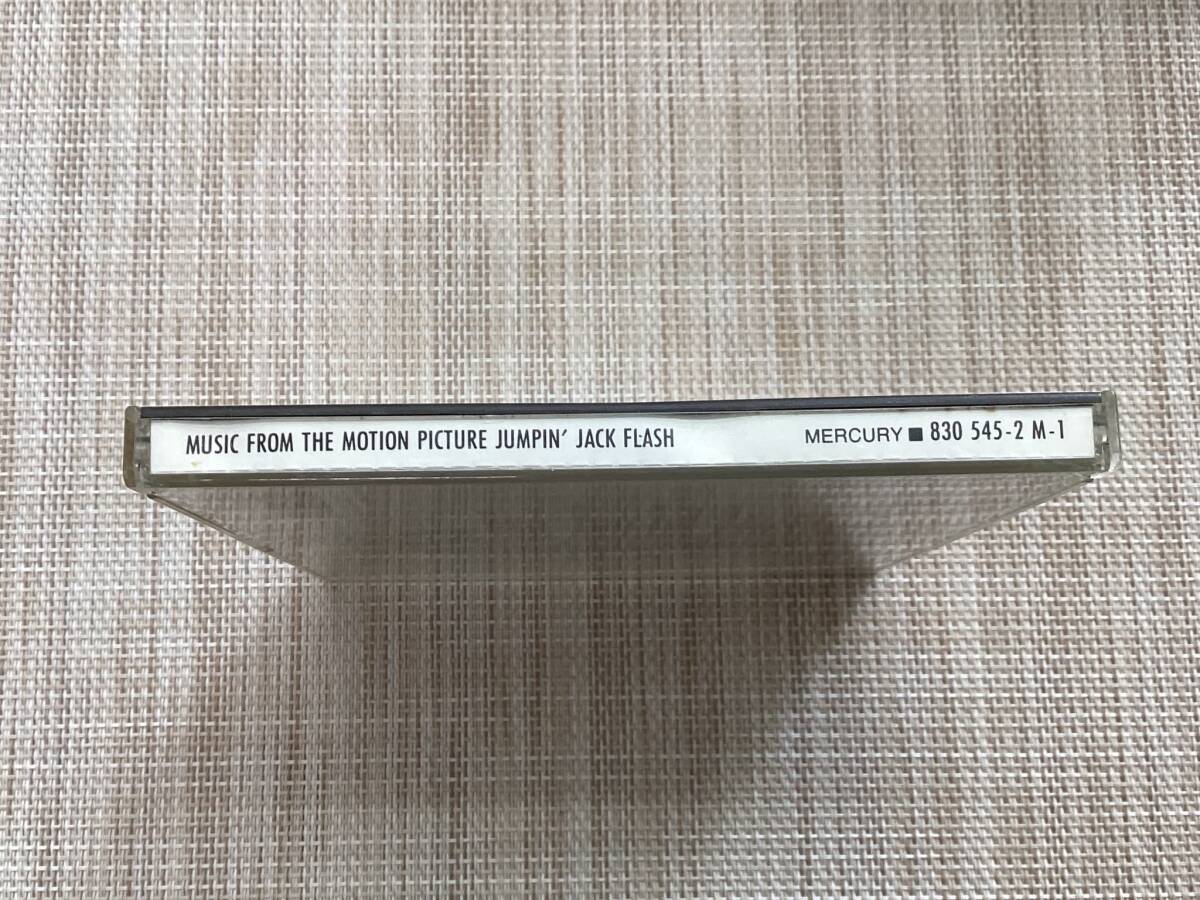 MUSIC FROM THE MOTION PICTURE JUMPIN' JACK FLASH MERCURY ■ 830 545-2 M-1